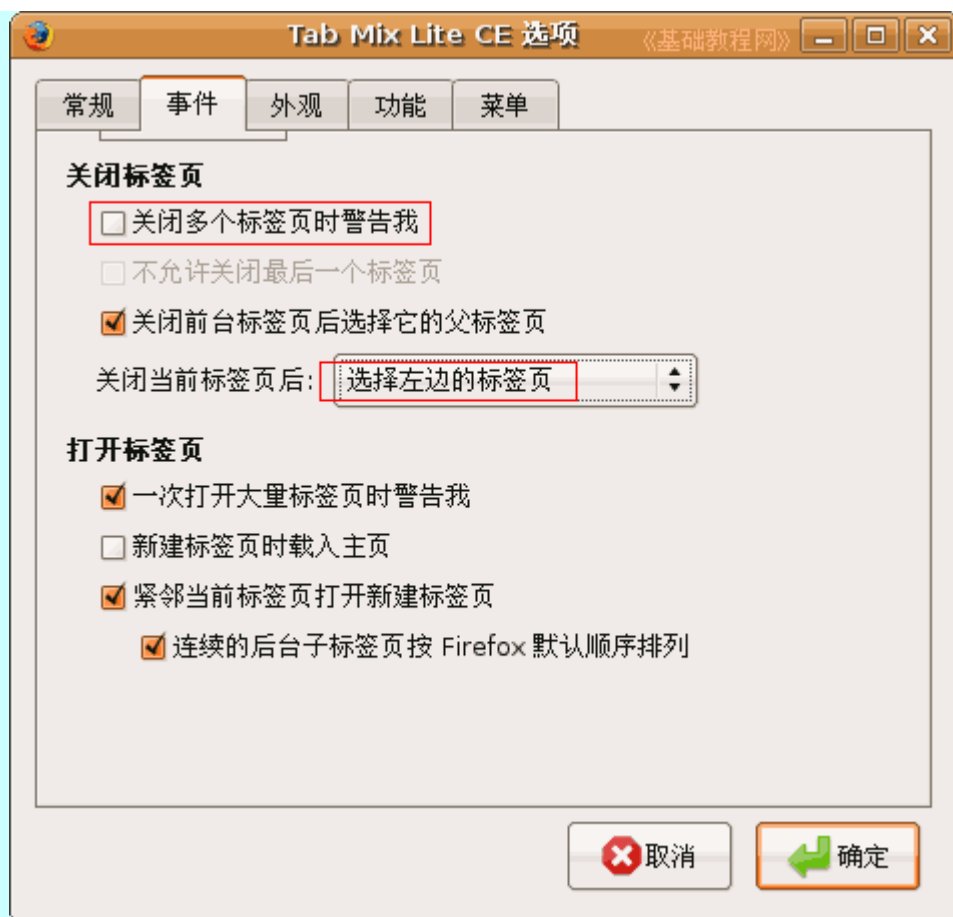 Tab Mix Lite CE 选项 《基础教程网》
常规 事件 外观 功能 菜单
关闭标签页
关闭多个标签页时警告我
不允许关闭最后一个标签页
关闭前台标签页后选择它的父标签页
关闭当前标签页后: 选择左边的标签页
打开标签页
一次打开大量标签页时警告我
新建标签页时载入主页
紧邻当前标签页打开新建标签页
连续的后台子标签页按 Firefox 默认顺序排列
取消 确定